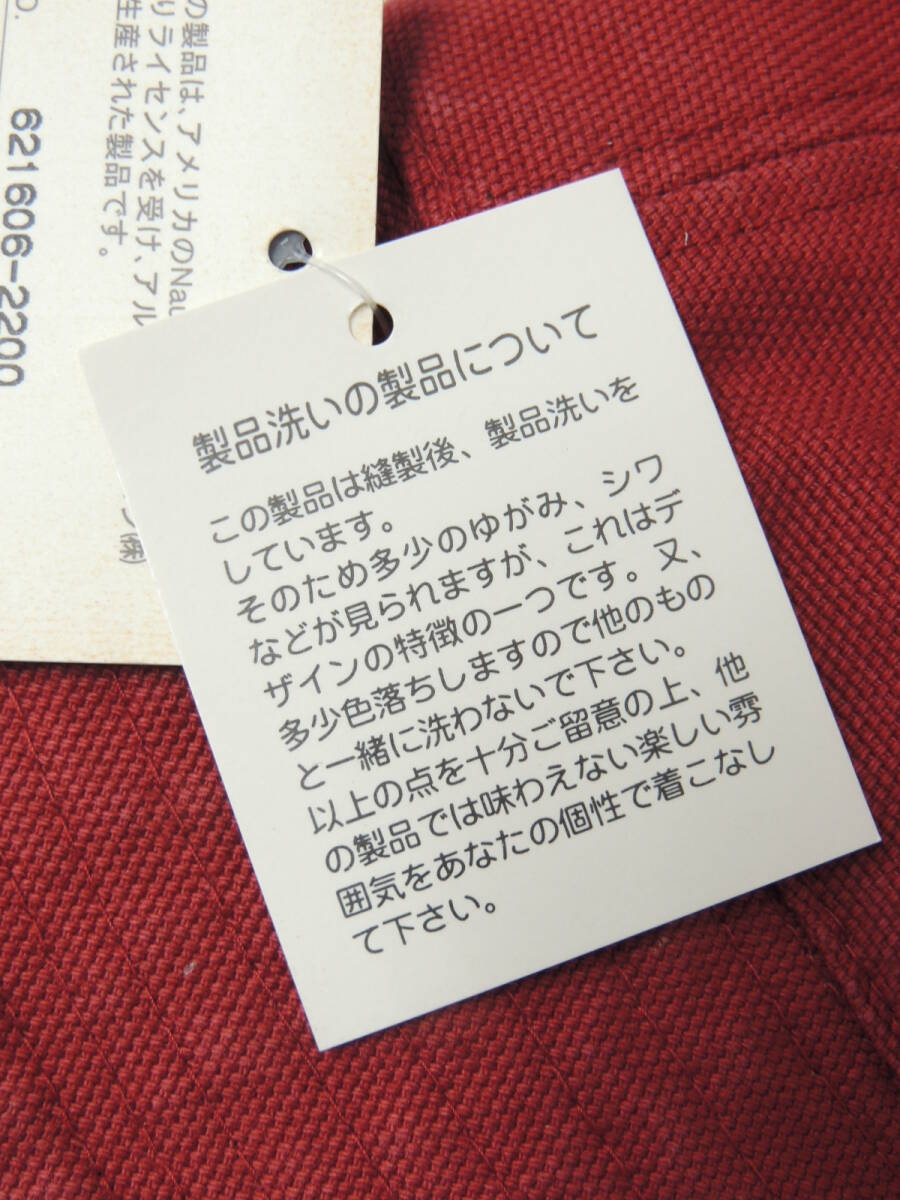 の製品は、アメリカのNau
りライセンスを受け、アル
生産された製品です。
621606-2200
㈱
製品洗いの製品について
この製品は縫製後、製品洗いを
しています。
そのため多少のゆがみ、シワ
などが見られますが、これはデ
ザインの特徴の一つです。又、
多少色落ちしますので他のもの
と一緒に洗わないで下さい。
以上の点を十分ご留意の上、他
の製品では味わえない楽しい雰
囲気をあなたの個性で着こなし
て下さい。